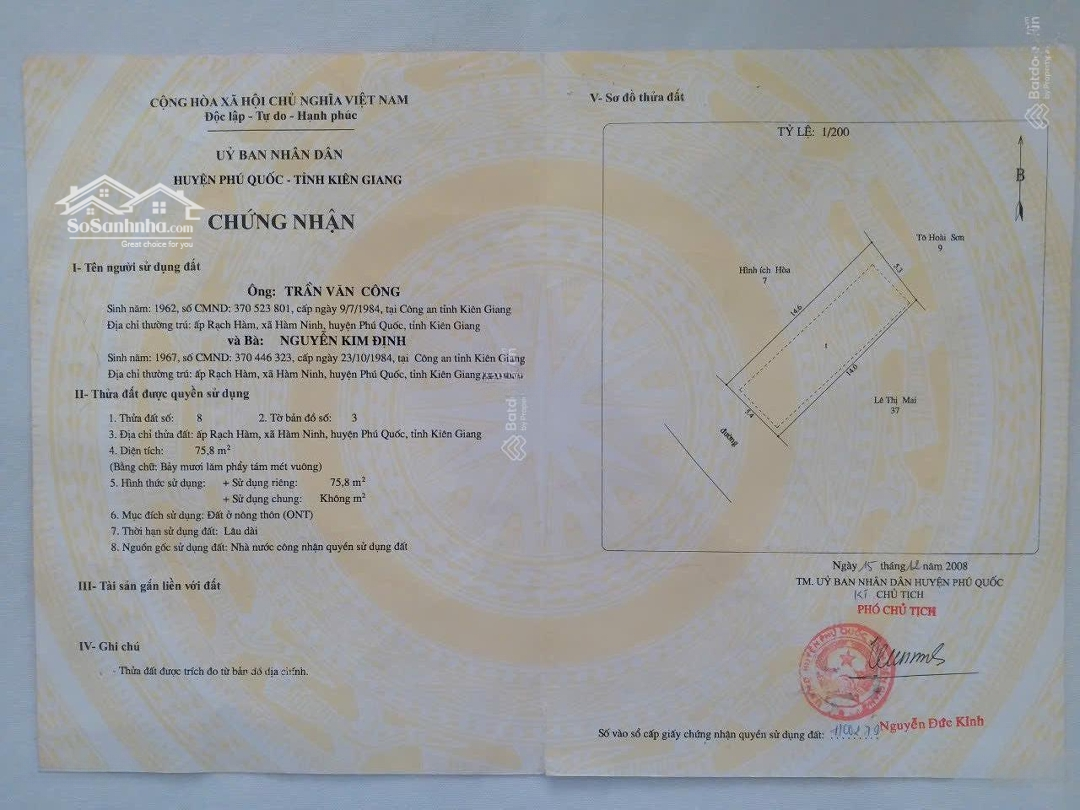 CỘNG HÒA XÃ HỘI CHỦ NGHĨA VIỆT NAM
Độc lập - Tự do - Hạnh phúc
UỶ BAN NHÂN DÂN
HUYỆN PHÚ QUỐC - TỈNH KIÊN GIANG
SoSanhnha.com
Great choice for you
CHỨNG NHẬN
I- Tên người sử dụng đất
Ông: TRẦN VĂN CÔNG
Sinh năm: 1962, số CMND: 370 523 801, cấp ngày 9/7/1984, tại Công an tỉnh Kiên Giang
Địa chỉ thường trú: ấp Rạch Hàm, xã Hàm Ninh, huyện Phú Quốc, tỉnh Kiên Giang
và Bà: NGUYỄN KIM ĐỊNH
Sinh năm: 1967, số CMND: 370 446 323, cấp ngày 23/10/1984, tại Công an tỉnh Kiên Giang
Địa chỉ thường trú: ấp Rạch Hàm, xã Hàm Ninh, huyện Phú Quốc, tỉnh Kiên Giang
II- Thửa đất được quyền sử dụng
1. Thửa đất số: 8 2. Tờ bản đồ số: 3
3. Địa chỉ thửa đất: ấp Rạch Hàm, xã Hàm Ninh, huyện Phú Quốc, tỉnh Kiên Giang
4. Diện tích: 75,8 m²
(Bằng chữ: Bảy mươi lăm phẩy tám mét vuông)
5. Hình thức sử dụng: + Sử dụng riêng: 75,8 m²
+ Sử dụng chung: Không m²
6. Mục đích sử dụng: Đất ở nông thôn (ONT)
7. Thời hạn sử dụng đất: Lâu dài
8. Nguồn gốc sử dụng đất: Nhà nước công nhận quyền sử dụng đất
III- Tài sản gắn liền với đất
IV- Ghi chú
- Thửa đất được trích đo từ bản đồ địa chính.
V- Sơ đồ thửa đất
TỶ LỆ: 1/200
B
Tô Hoài Sơn
9
Hình ích Hòa
7
5.3
14.6
1
14.0
5.4
Lê Thị Mai
37
đường
Ngày 15 tháng 12 năm 2008
TM. UỶ BAN NHÂN DÂN HUYỆN PHÚ QUỐC
KT CHỦ TỊCH
PHÓ CHỦ TỊCH
Nguyễn Đức Kỉnh
Số vào sổ cấp giấy chứng nhận quyền sử dụng đất:
Batdongsan
by PropertyGuru